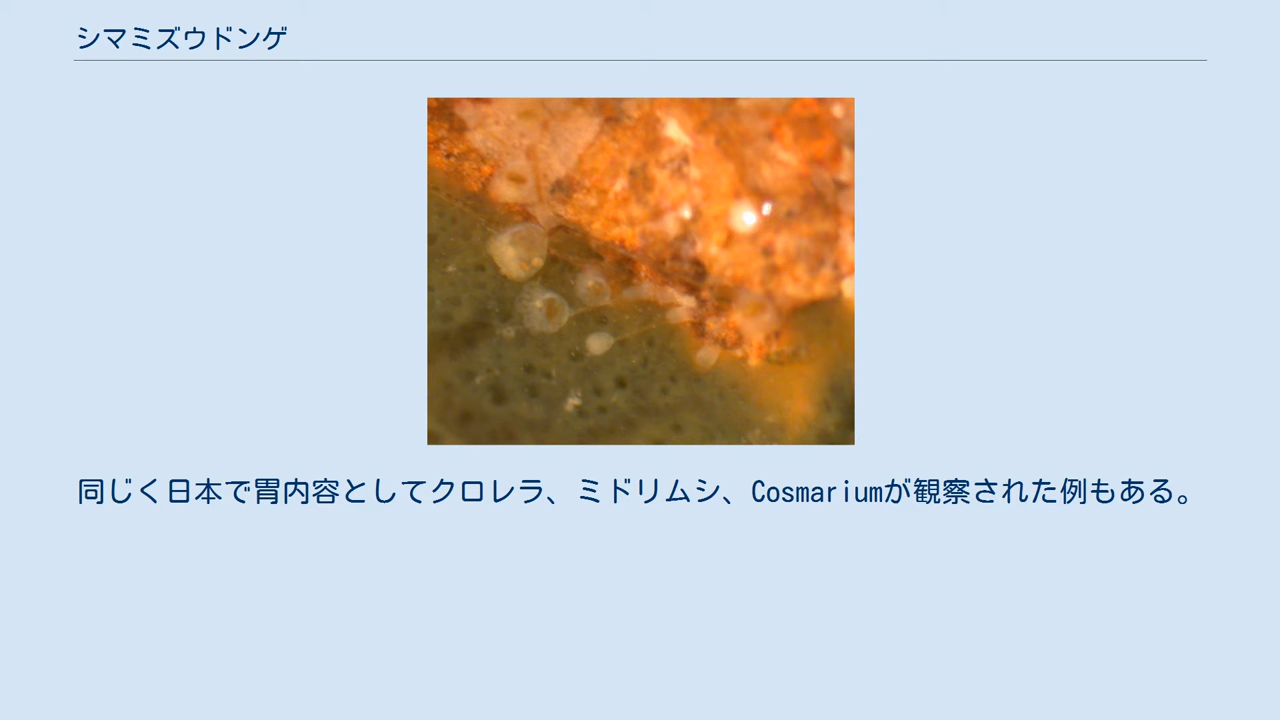 シマミズウドンゲ
同じく日本で胃内容としてクロレラ、ミドリムシ、Cosmariumが観察された例もある。